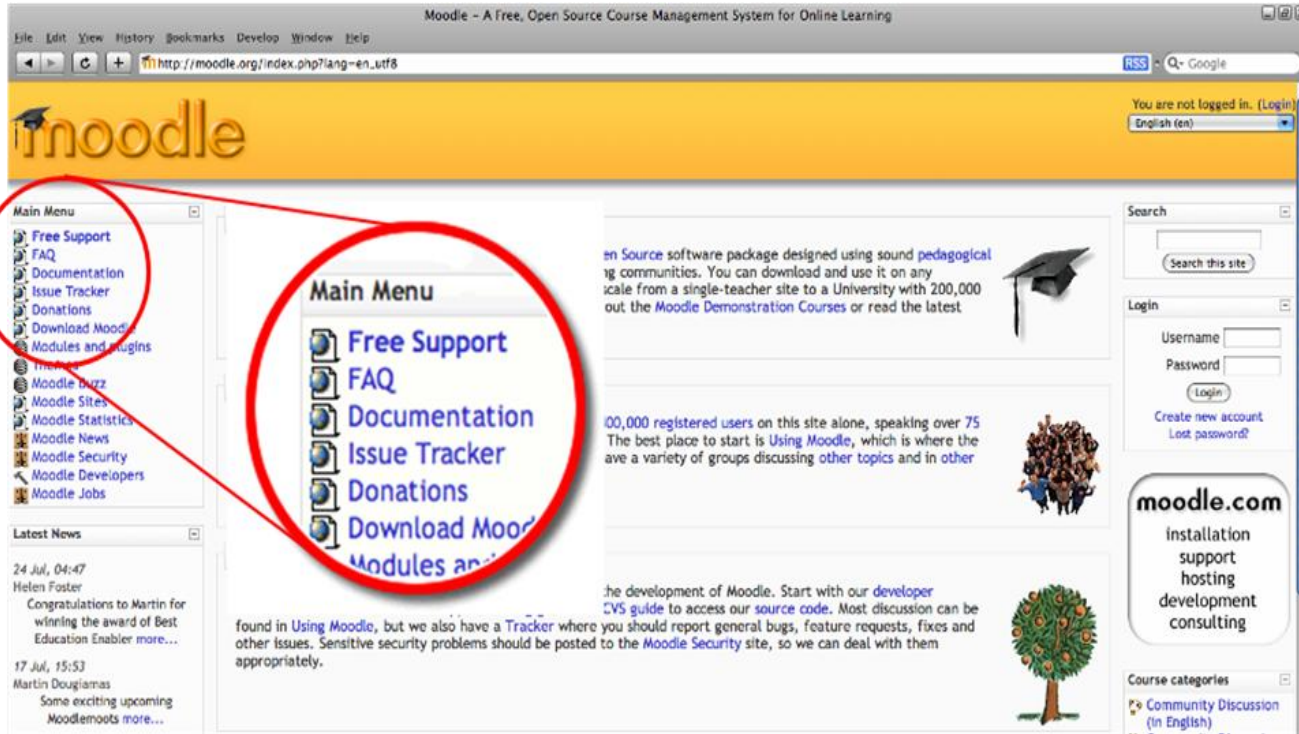 Moodle - A Free, Open Source Course Management System for Online Learning
File Edit View History Bookmarks Develop Window Help
http://moodle.org/index.php?lang=en_utf8
RSS
Google
moodle
You are not logged in. (Login)
English (en)
Main Menu
Free Support
FAQ
Documentation
Issue Tracker
Donations
Download Moodle
Modules and plugins
Themes
Moodle Buzz
Moodle Sites
Moodle Statistics
Moodle News
Moodle Security
Moodle Developers
Moodle Jobs
Latest News
24 Jul, 04:47
Helen Foster
Congratulations to Martin for
winning the award of Best
Education Enabler more...
17 Jul, 15:53
Martin Dougiamas
Some exciting upcoming
Moodlemoots more...
Main Menu
Free Support
FAQ
Documentation
Issue Tracker
Donations
Download Mood
Modules an
en Source software package designed using sound pedagogical
ng communities. You can download and use it on any
scale from a single-teacher site to a University with 200,000
out the Moodle Demonstration Courses or read the latest
00,000 registered users on this site alone, speaking over 75
The best place to start is Using Moodle, which is where the
ave a variety of groups discussing other topics and in other
he development of Moodle. Start with our developer
CVS guide to access our source code. Most discussion can be
found in Using Moodle, but we also have a Tracker where you should report general bugs, feature requests, fixes and
other issues. Sensitive security problems should be posted to the Moodle Security site, so we can deal with them
appropriately.
Search
Search this site
Login
Username
Password
Login
Create new account
Lost password?
moodle.com
installation
support
hosting
development
consulting
Course categories
Community Discussion
(in English)